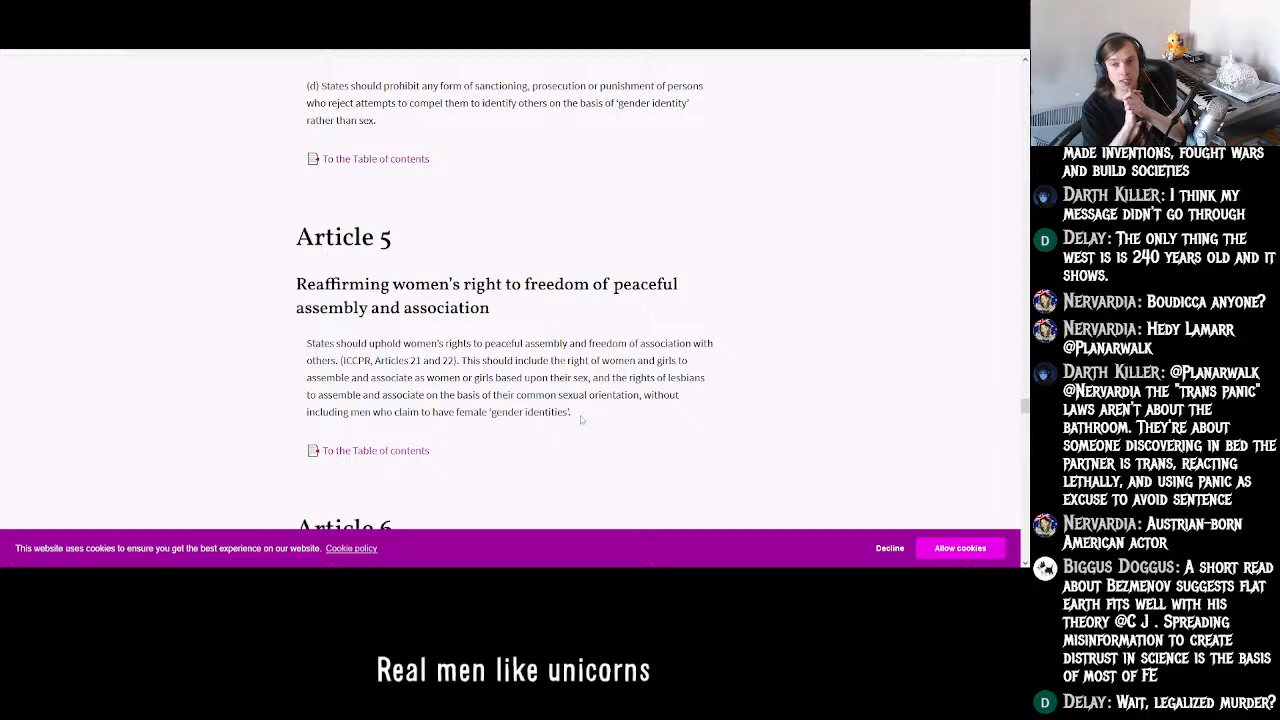 (d) States should prohibit any form of sanctioning, prosecution or punishment of persons
who reject attempts to compel them to identify others on the basis of ‘gender identity’
rather than sex.
To the Table of contents
Article 5
Reaffirming women’s right to freedom of peaceful
assembly and association
States should uphold women’s rights to peaceful assembly and freedom of association with
others. (ICCPR, Articles 21 and 22). This should include the right of women and girls to
assemble and associate as women or girls based upon their sex, and the rights of lesbians
to assemble and associate on the basis of their common sexual orientation, without
including men who claim to have female ‘gender identities’.
To the Table of contents
Article 6
This website uses cookies to ensure you get the best experience on our website. Cookie policy
Decline
Allow cookies
Real men like unicorns
MADE INVENTIONS, FOUGHT WARS
AND BUILD SOCIETIES
DARTH KILLER: I THINK MY
MESSAGE DIDN'T GO THROUGH
D
DELAY: THE ONLY THING THE
WEST IS IS 240 YEARS OLD AND IT
SHOWS.
NERVARDIA: BOUDICCA ANYONE?
NERVARDIA: HEDY LAMARR
@PLANARWALK
DARTH KILLER: @PLANARWALK
@NERVARDIA THE "TRANS PANIC"
LAWS AREN'T ABOUT THE
BATHROOM. THEY'RE ABOUT
SOMEONE DISCOVERING IN BED THE
PARTNER IS TRANS, REACTING
LETHALLY, AND USING PANIC AS
EXCUSE TO AVOID SENTENCE
NERVARDIA: AUSTRIAN-BORN
AMERICAN ACTOR
BIGGUS DOGGUS: A SHORT READ
ABOUT BEZMENOV SUGGESTS FLAT
EARTH FITS WELL WITH HIS
THEORY @C J . SPREADING
MISINFORMATION TO CREATE
DISTRUST IN SCIENCE IS THE BASIS
OF MOST OF FE
D
DELAY: WAIT, LEGALIZED MURDER?